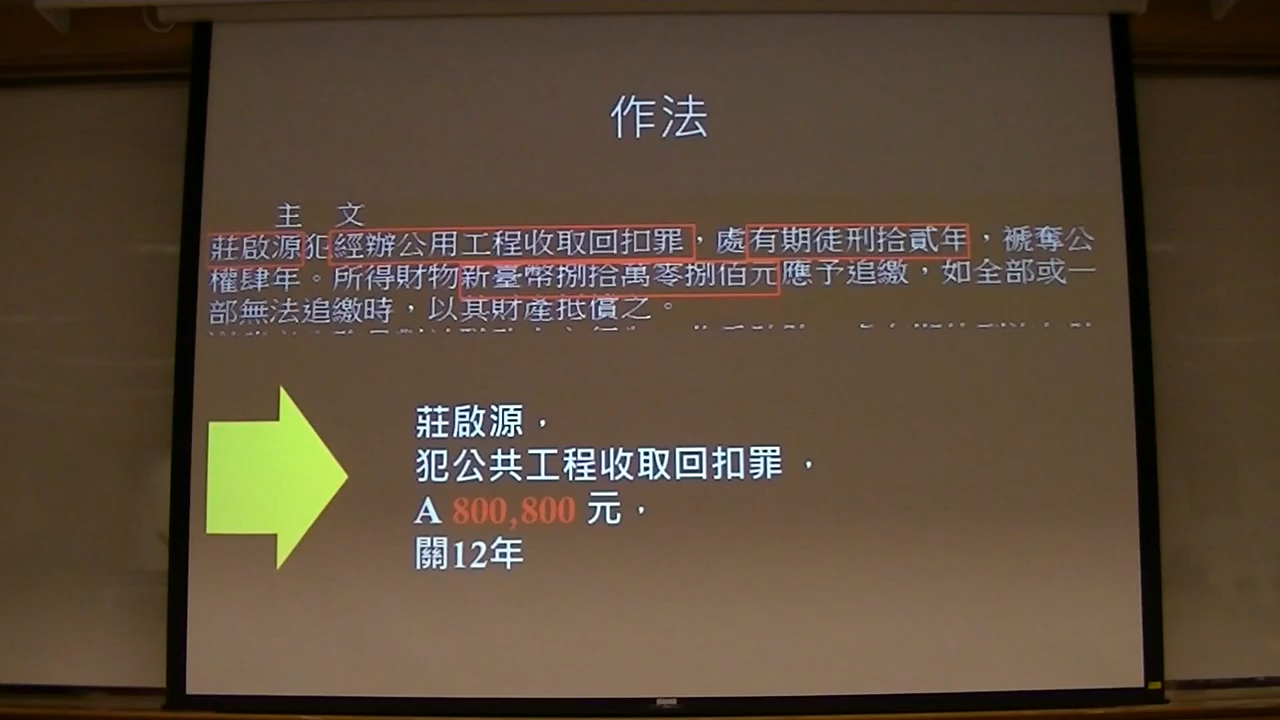 作法
主　文
莊啟源犯經辦公用工程收取回扣罪，處有期徒刑拾貳年，褫奪公
權肆年。所得財物新臺幣捌拾萬零捌佰元應予追繳，如全部或一
部無法追繳時，以其財產抵償之。
莊啟源，
犯公共工程收取回扣罪，
A 800,800 元，
關12年